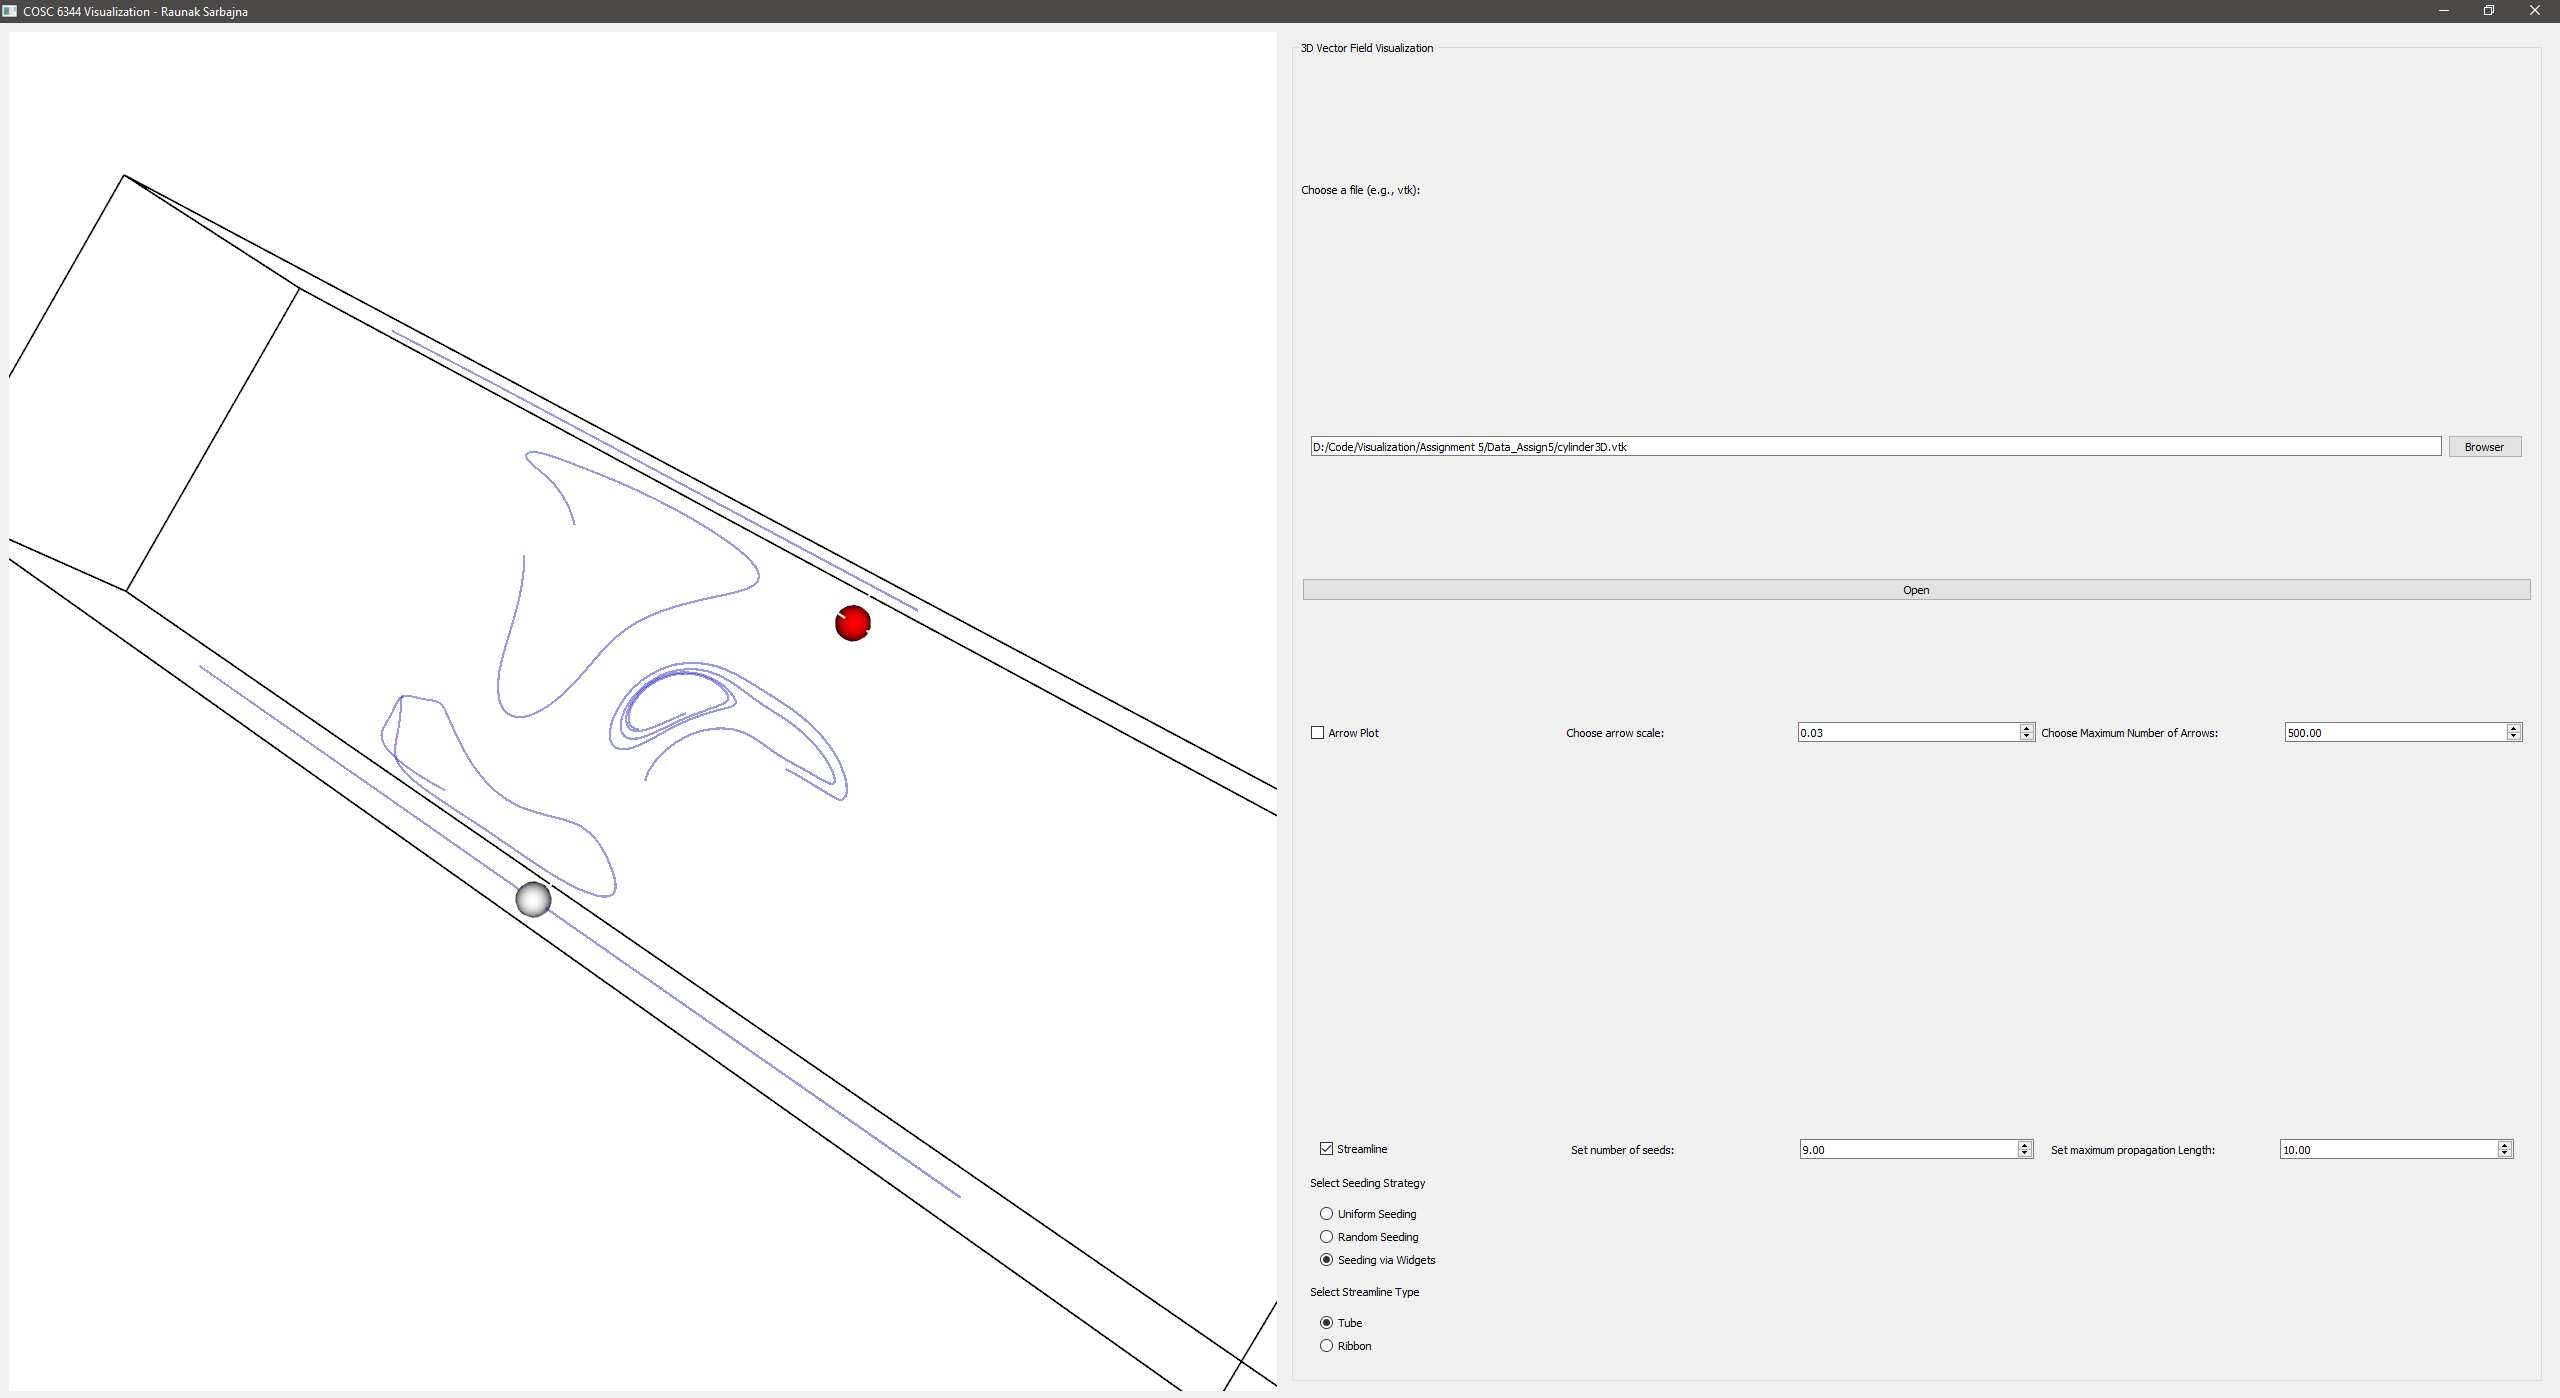 COSC 6344 Visualization - Raunak Sarbajna
3D Vector Field Visualization
Choose a file (e.g., vtk):
D:/Code/Visualization/Assignment 5/Data_Assign5/cylinder3D.vtk Browser
Open
Arrow Plot Choose arrow scale: 0.03 Choose Maximum Number of Arrows: 500.00
Streamline Set number of seeds: 9.00 Set maximum propagation Length: 10.00
Select Seeding Strategy
Uniform Seeding
Random Seeding
Seeding via Widgets
Select Streamline Type
Tube
Ribbon